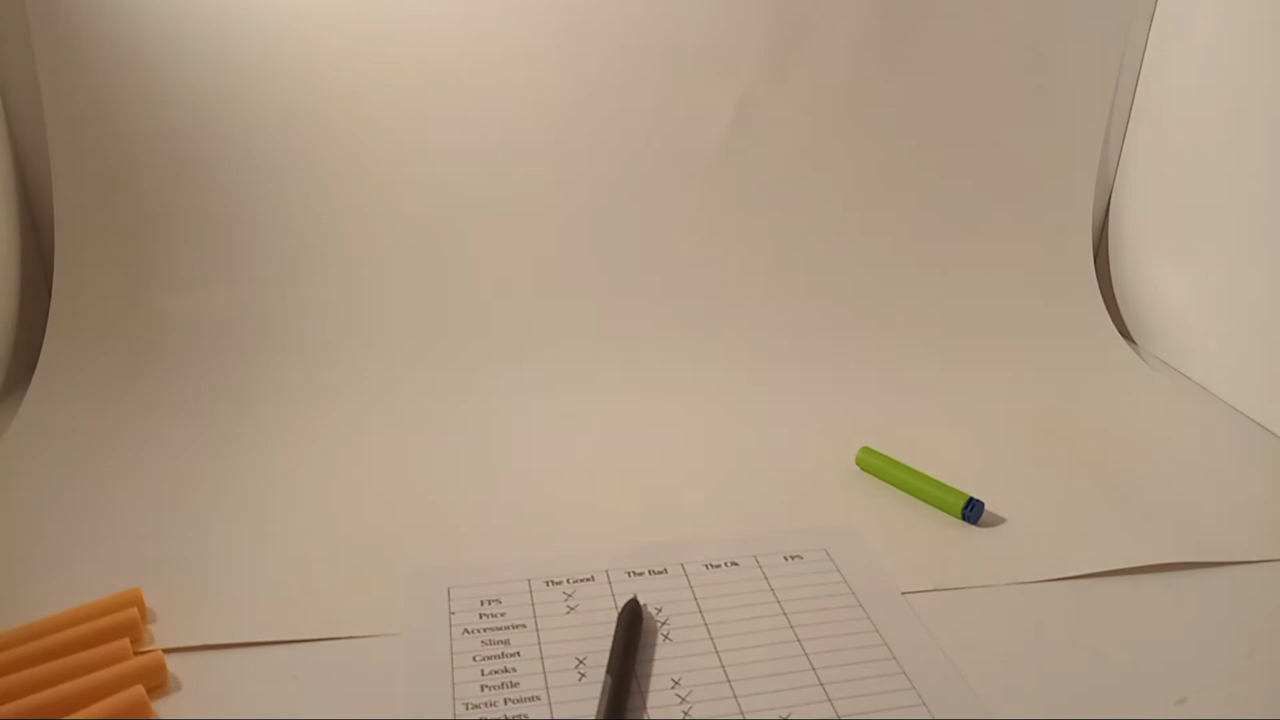 The Good The Bad The Ok FPS
FPS
Price
Accessories
Sling
Comfort
Looks
Profile
Tactic Points